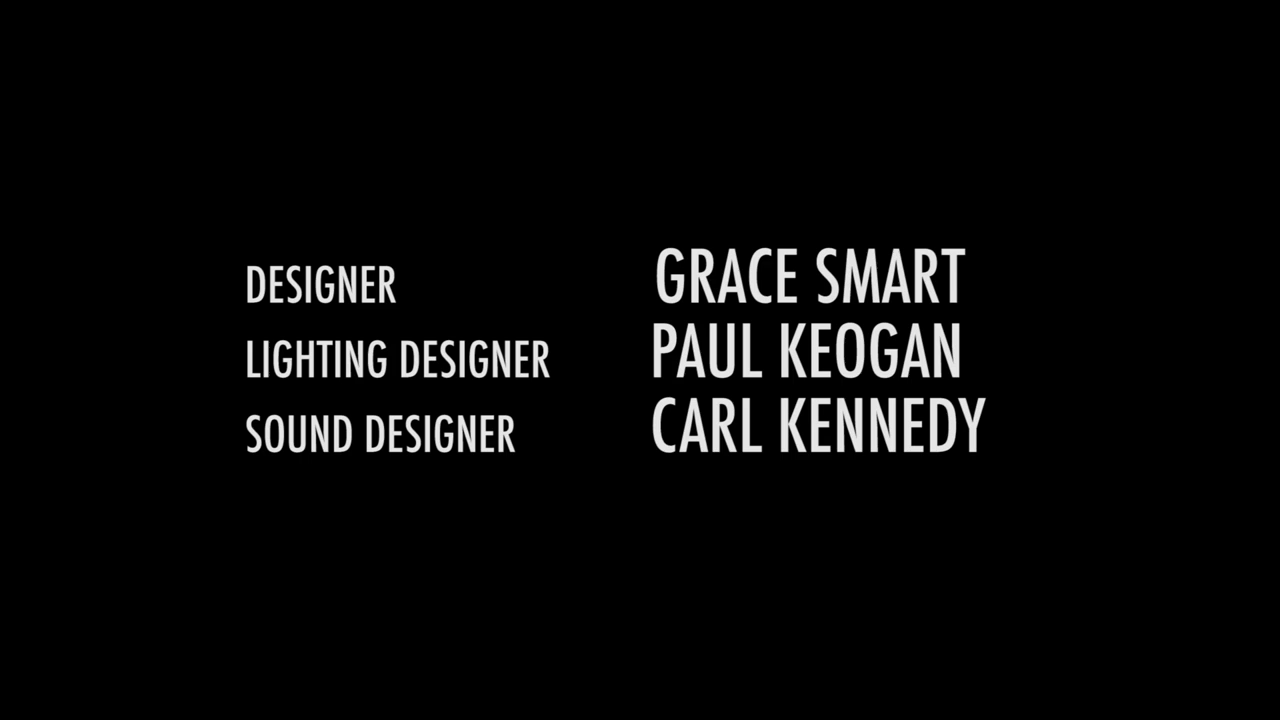 DESIGNER GRACE SMART
LIGHTING DESIGNER PAUL KEOGAN
SOUND DESIGNER CARL KENNEDY